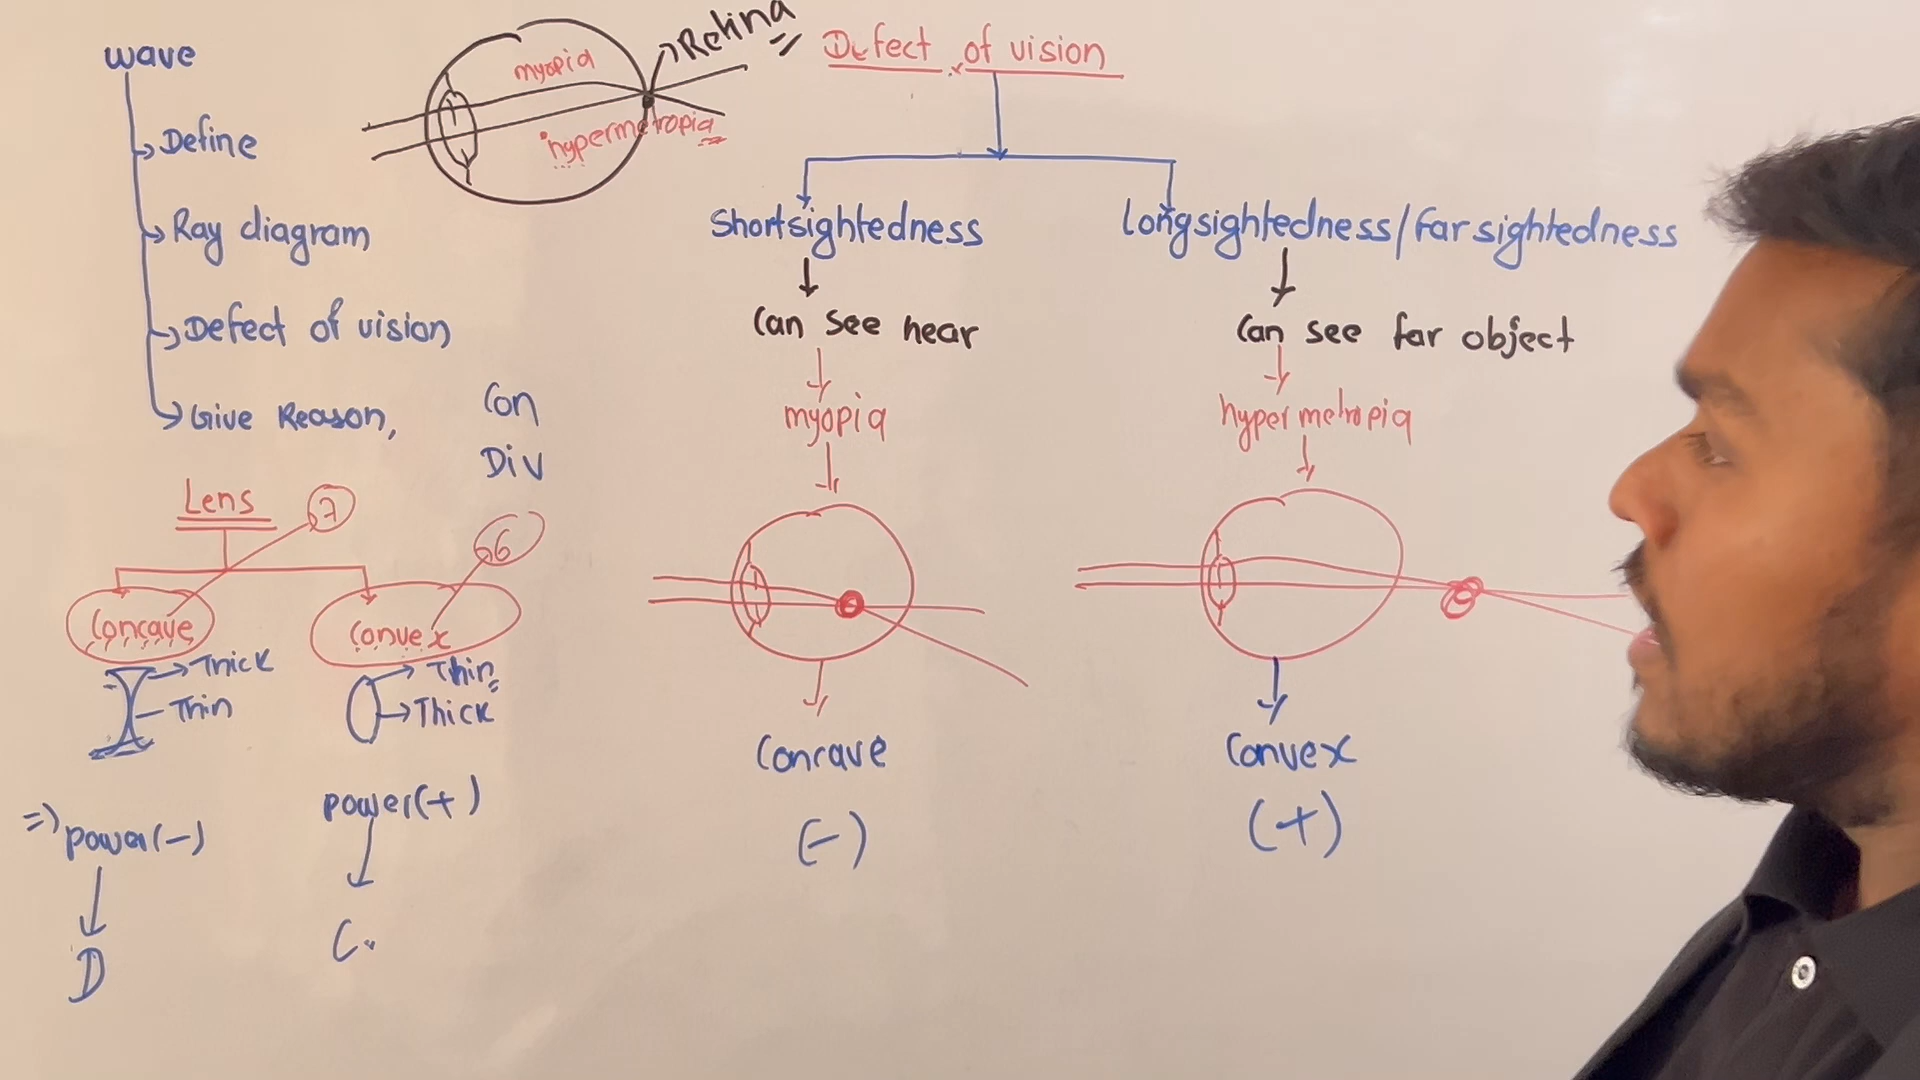 wave
Define
Ray diagram
Defect of vision
Give Reason,
Con
Div
Lens
7
6
Concave
Convex
Thick
Thin
Thin
Thick
=> power(-)
D
power(+)
C
myopia
hypermetropia
Retina
Defect of vision
Shortsightedness
Can see near
myopia
Concave
(-)
longsightedness/farsightedness
Can see far object
hypermetropia
Convex
(+)